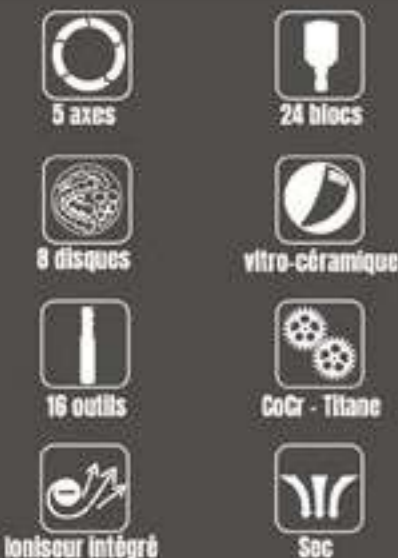 5 axes
24 blocs
8 disques
vitro-céramique
16 outils
CoCr - Titane
Ioniseur intégré
Sec